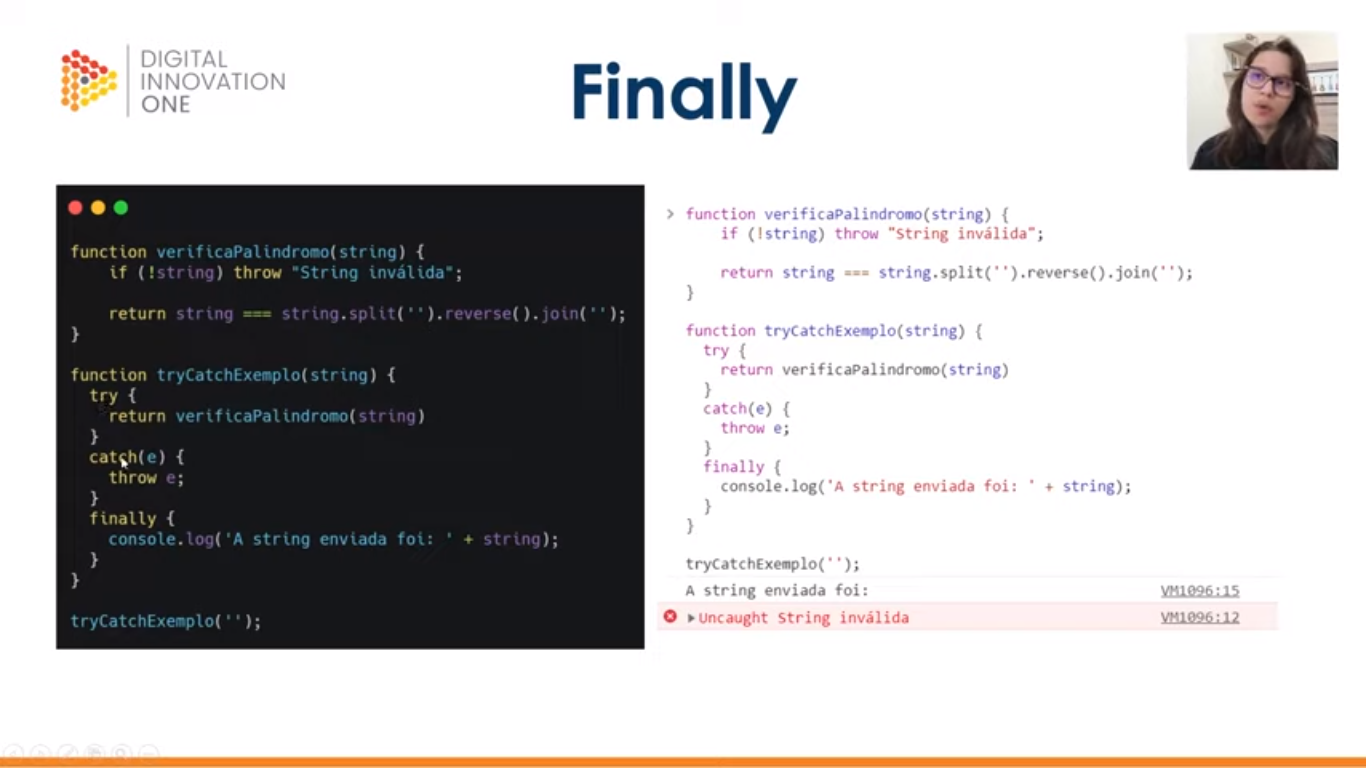 DIGITAL
INNOVATION
ONE
Finally
function verificaPalindromo(string) {
    if (!string) throw "String inválida";
    return string === string.split('').reverse().join('');
}
function tryCatchExemplo(string) {
  try {
    return verificaPalindromo(string)
  }
  catch(e) {
    throw e;
  }
  finally {
    console.log('A string enviada foi: ' + string);
  }
}
tryCatchExemplo('');
> function verificaPalindromo(string) {
    if (!string) throw "String inválida";
    return string === string.split('').reverse().join('');
}
function tryCatchExemplo(string) {
  try {
    return verificaPalindromo(string)
  }
  catch(e) {
    throw e;
  }
  finally {
    console.log('A string enviada foi: ' + string);
  }
}
tryCatchExemplo('');
A string enviada foi: VM1096:15
Uncaught String inválida VM1096:12